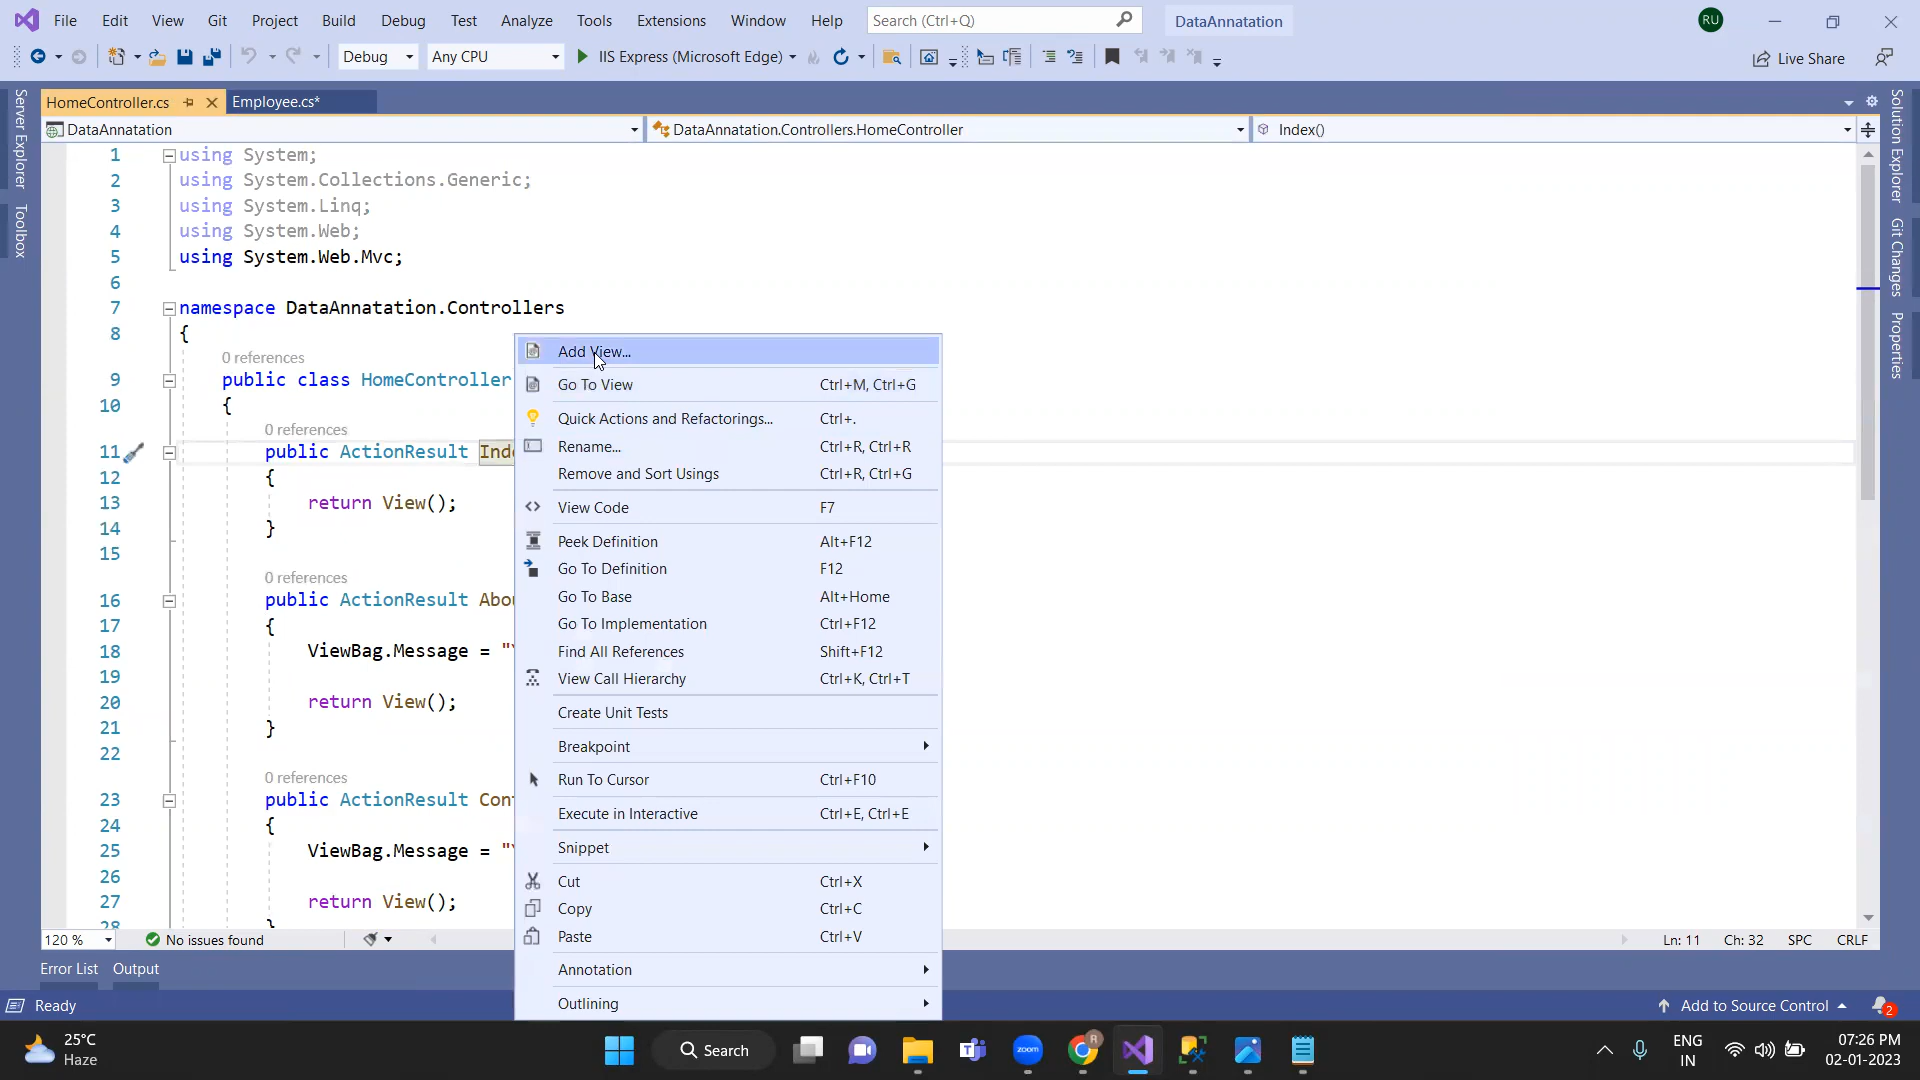 File Edit View Git Project Build Debug Test Analyze Tools Extensions Window Help Search (Ctrl+Q) DataAnnatation RU
Debug Any CPU IIS Express (Microsoft Edge) Live Share
HomeController.cs Employee.cs*
DataAnnatation DataAnnatation.Controllers.HomeController Index()
Server Explorer
Toolbox
Solution Explorer
Git Changes
Properties
1 using System;
2 using System.Collections.Generic;
3 using System.Linq;
4 using System.Web;
5 using System.Web.Mvc;
6
7 namespace DataAnnatation.Controllers
8 {
0 references
9 public class HomeController
10 {
0 references
11 public ActionResult Ind
12 {
13 return View();
14 }
15
0 references
16 public ActionResult Abo
17 {
18 ViewBag.Message = "
19
20 return View();
21 }
22
0 references
23 public ActionResult Con
24 {
25 ViewBag.Message = "
26
27 return View();
28 }
Add View...
Go To View Ctrl+M, Ctrl+G
Quick Actions and Refactorings... Ctrl+.
Rename... Ctrl+R, Ctrl+R
Remove and Sort Usings Ctrl+R, Ctrl+G
View Code F7
Peek Definition Alt+F12
Go To Definition F12
Go To Base Alt+Home
Go To Implementation Ctrl+F12
Find All References Shift+F12
View Call Hierarchy Ctrl+K, Ctrl+T
Create Unit Tests
Breakpoint
Run To Cursor Ctrl+F10
Execute in Interactive Ctrl+E, Ctrl+E
Snippet
Cut Ctrl+X
Copy Ctrl+C
Paste Ctrl+V
Annotation
Outlining
120 % No issues found Ln: 11 Ch: 32 SPC CRLF
Error List Output
Ready Add to Source Control 2
25°C
Haze
Search
zoom
R
ENG
IN
07:26 PM
02-01-2023